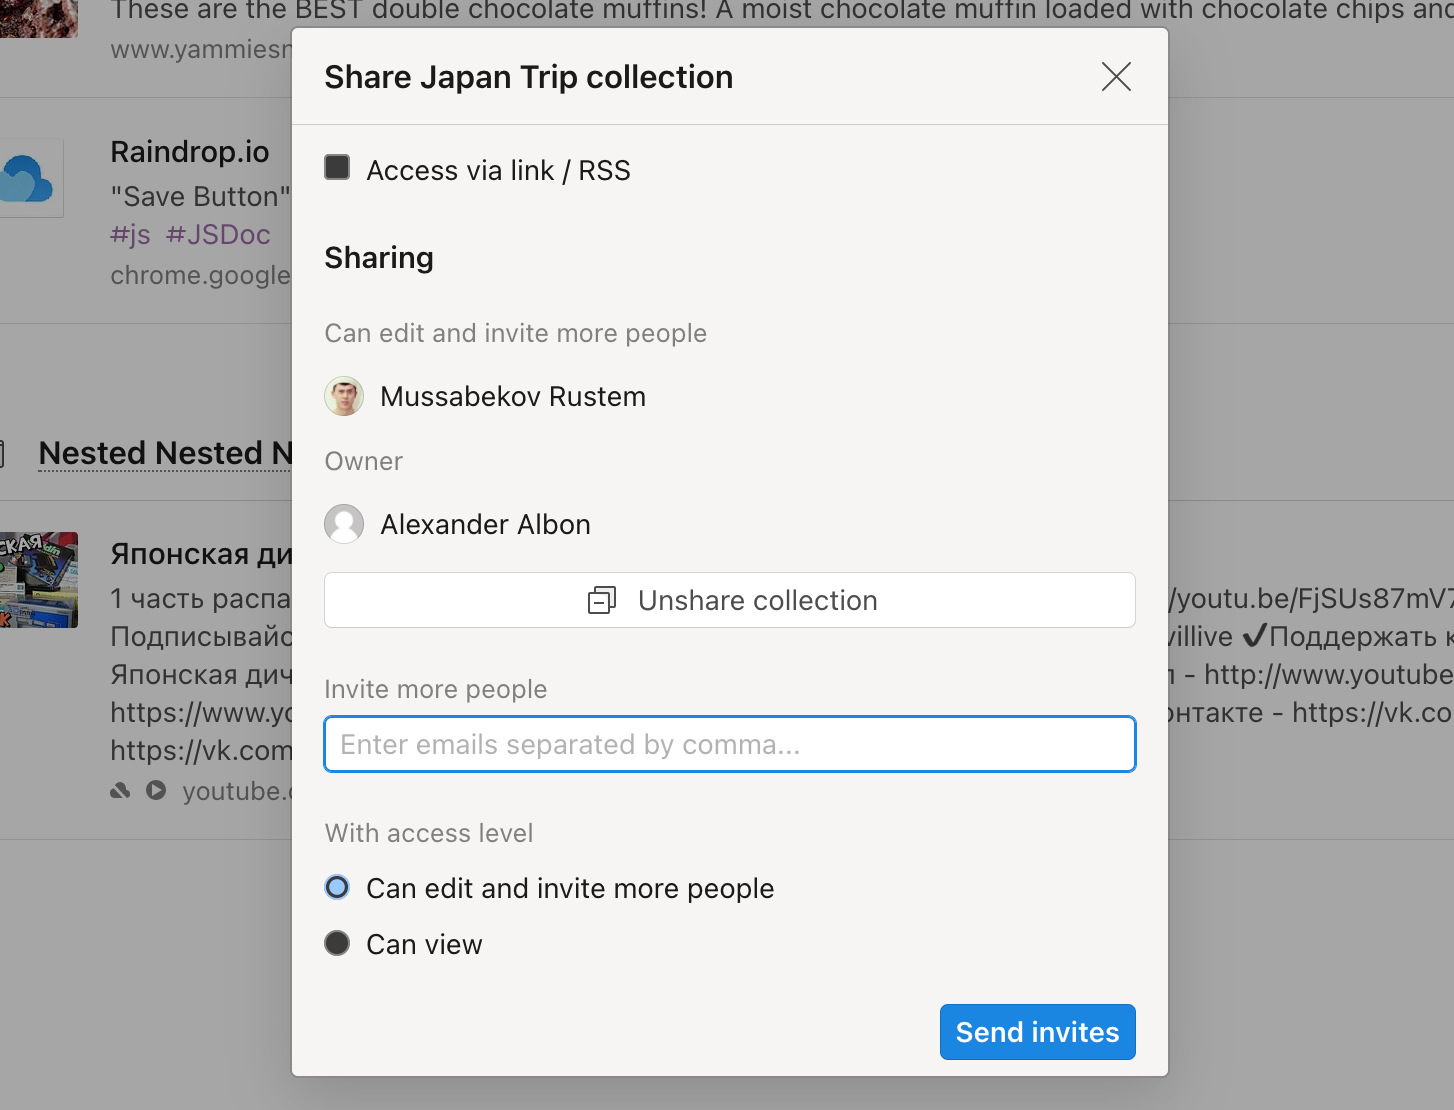 These are the BEST double chocolate muffins! A moist chocolate muffin loaded with chocolate chips and
www.yammiesn
Share Japan Trip collection
Raindrop.io
"Save Button"
#js #JSDoc
chrome.google
Access via link / RSS
Sharing
Can edit and invite more people
Mussabekov Rustem
Owner
Nested Nested N
Alexander Albon
Японская ди
1 часть распа
/youtu.be/FjSUs87mV7
Unshare collection
Подписывайс
villive ✔Поддержать к
Японская дич
л - http://www.youtube
Invite more people
https://www.yo
онтакте - https://vk.co
https://vk.com
Enter emails separated by comma...
youtube.c
With access level
Can edit and invite more people
Can view
Send invites